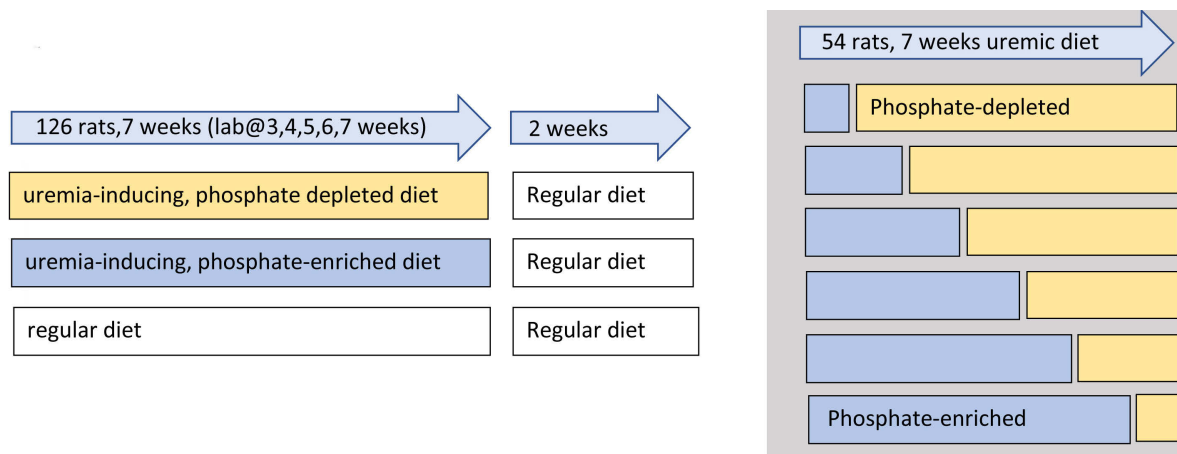 126 rats,7 weeks (lab@3,4,5,6,7 weeks)
2 weeks
uremia-inducing, phosphate depleted diet
Regular diet
uremia-inducing, phosphate-enriched diet
Regular diet
regular diet
Regular diet
54 rats, 7 weeks uremic diet
Phosphate-depleted
Phosphate-enriched